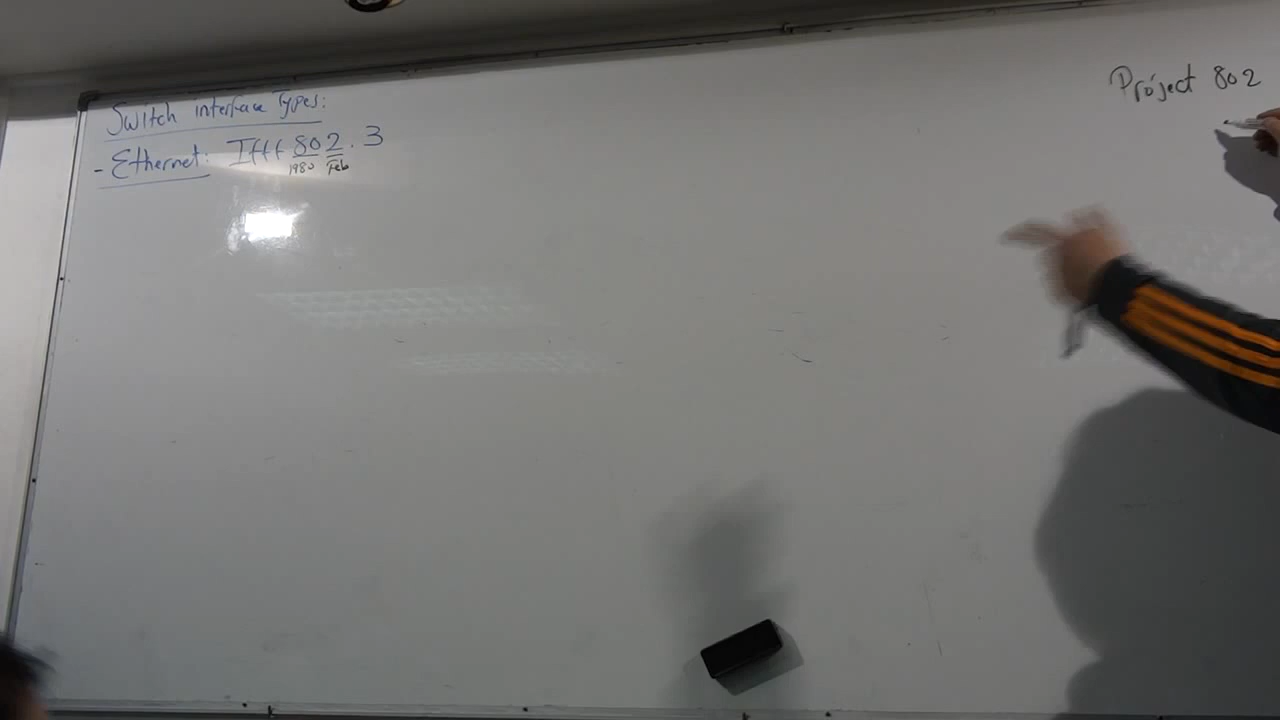 Switch interface Types:
- Ethernet: IEEE 802.3
1980 Feb
Project 802